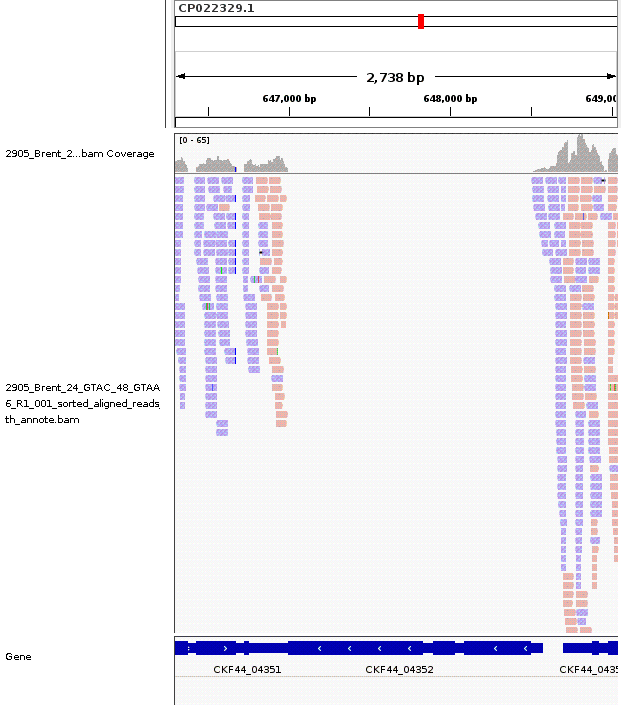 CP022329.1
2,738 bp
647,000 bp 648,000 bp 649,0
[0 - 65]
2905_Brent_2...bam Coverage
2905_Brent_24_GTAC_48_GTAA
6_R1_001_sorted_aligned_reads_
th_annote.bam
Gene
CKF44_04351 CKF44_04352 CKF44_0435